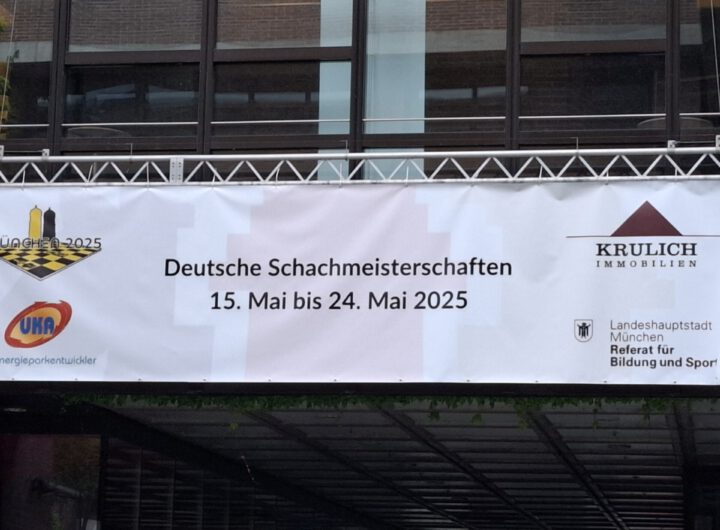 MÜNCHEN 2025
UKA
Energieparkentwickler
Deutsche Schachmeisterschaften
15. Mai bis 24. Mai 2025
KRULICH
IMMOBILIEN
Landeshauptstadt
München
Referat für
Bildung und Sport